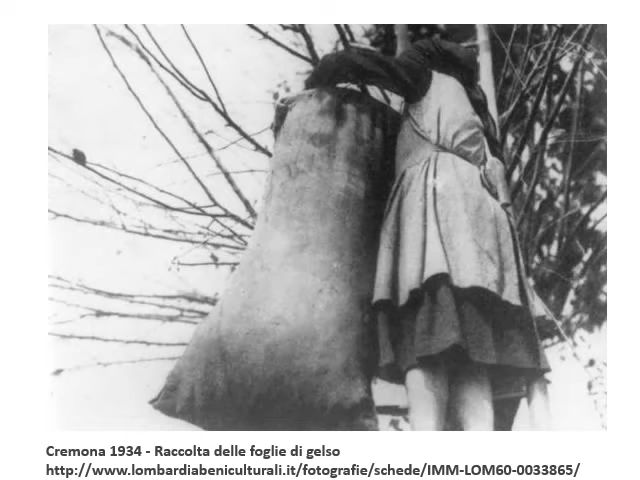 Cremona 1934 - Raccolta delle foglie di gelso
http://www.lombardiabeniculturali.it/fotografie/schede/IMM-LOM60-0033865/